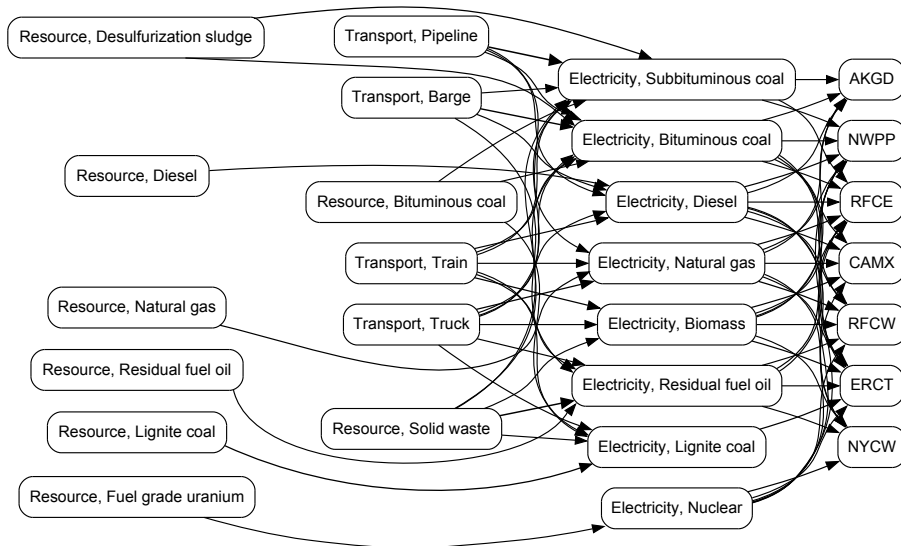 Resource, Desulfurization sludge
Transport, Pipeline
Electricity, Subbituminous coal
AKGD
Transport, Barge
Electricity, Bituminous coal
NWPP
Resource, Diesel
Resource, Bituminous coal
Electricity, Diesel
RFCE
Transport, Train
Electricity, Natural gas
CAMX
Resource, Natural gas
Transport, Truck
Electricity, Biomass
RFCW
Resource, Residual fuel oil
Electricity, Residual fuel oil
ERCT
Resource, Lignite coal
Resource, Solid waste
Electricity, Lignite coal
NYCW
Resource, Fuel grade uranium
Electricity, Nuclear